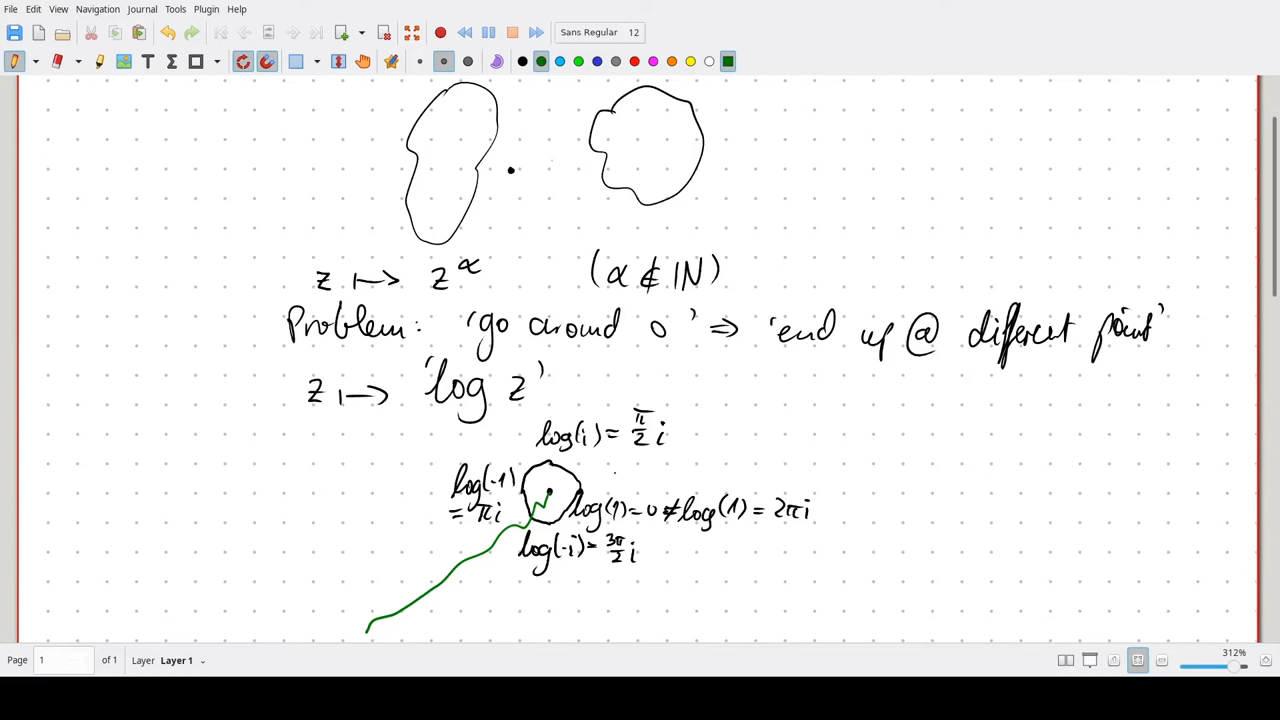 File Edit View Navigation Journal Tools Plugin Help
Sans Regular 12
z ↦ z^α (α ∉ ℕ)
Problem: 'go around 0' ⇒ 'end up @ different point'
z ↦ 'log z'
log(i) = π/2 i
log(-1) = πi
log(1) = 0 ≠ log(1) = 2πi
log(-i) = 3π/2 i
Page 1 of 1 Layer Layer 1 312%